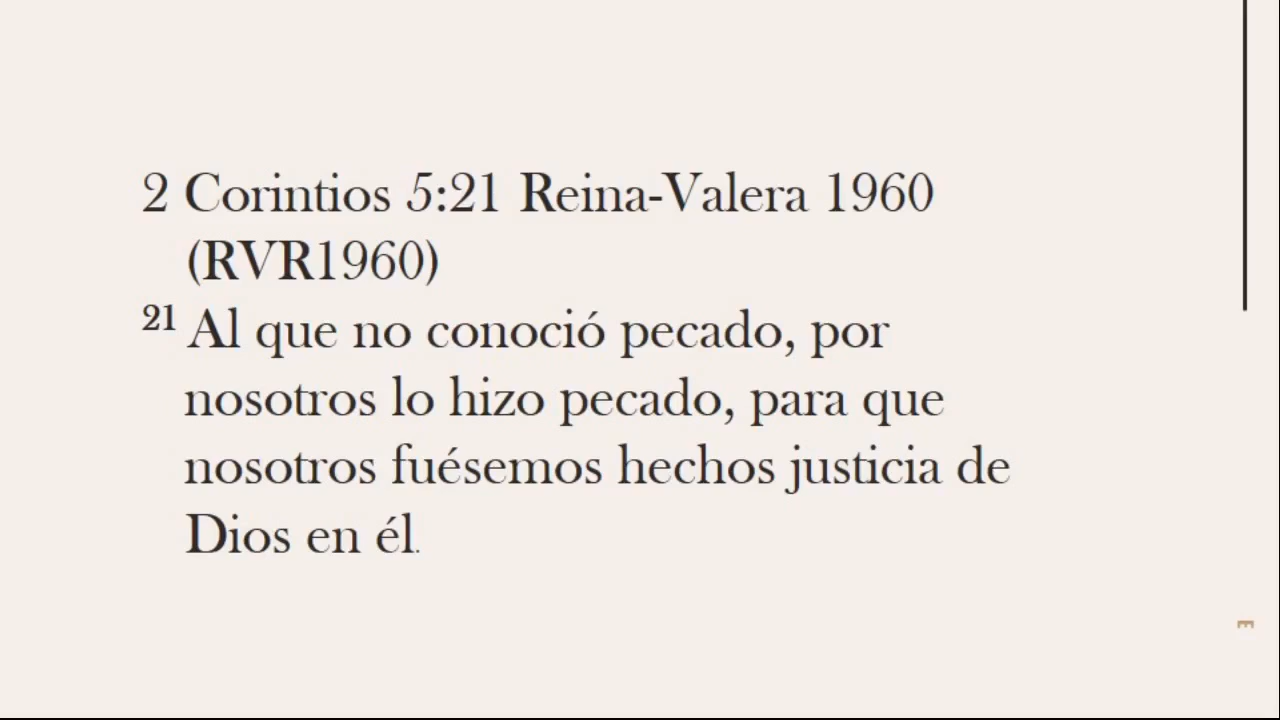 2 Corintios 5:21 Reina-Valera 1960
(RVR1960)
21 Al que no conoció pecado, por
nosotros lo hizo pecado, para que
nosotros fuésemos hechos justicia de
Dios en él.